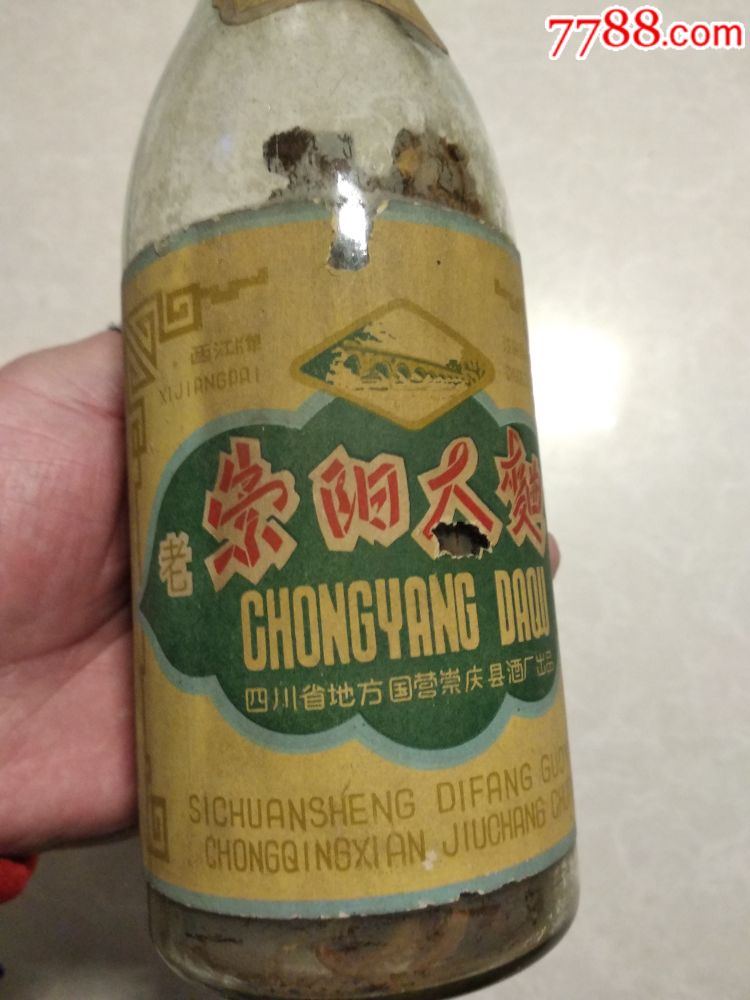 7788.com
西江牌
XIJIANGPAI
老
崇阳大麯
CHONGYANG DAQU
四川省地方国营崇庆县酒厂出品
SICHUANSHENG DIFANG
CHONGQINGXIAN JIUCHANG